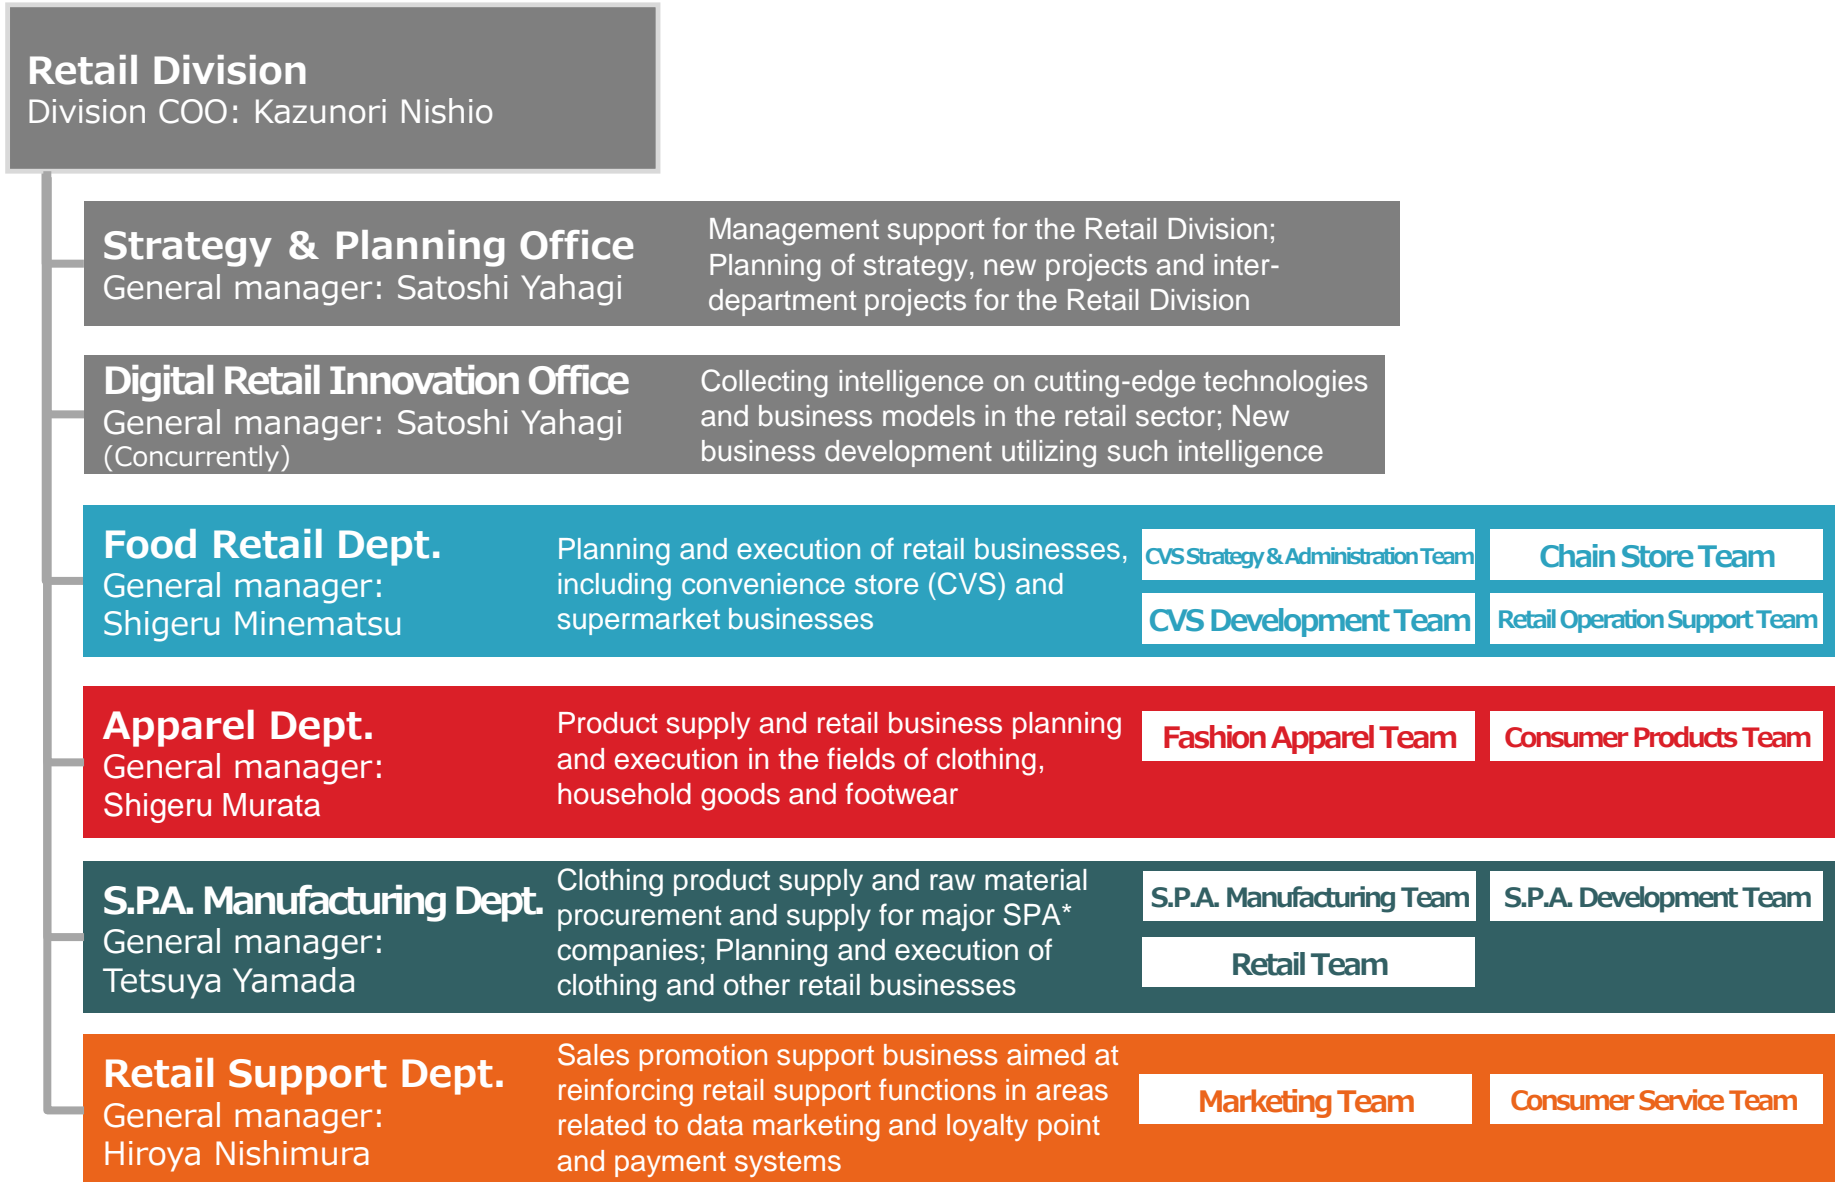 Retail Division
Division COO: Kazunori Nishio
Strategy & Planning Office
General manager: Satoshi Yahagi
Management support for the Retail Division;
Planning of strategy, new projects and inter-
department projects for the Retail Division
Digital Retail Innovation Office
General manager: Satoshi Yahagi
(Concurrently)
Collecting intelligence on cutting-edge technologies
and business models in the retail sector; New
business development utilizing such intelligence
Food Retail Dept.
General manager:
Shigeru Minematsu
Planning and execution of retail businesses,
including convenience store (CVS) and
supermarket businesses
CVS Strategy & Administration Team
Chain Store Team
CVS Development Team
Retail Operation Support Team
Apparel Dept.
General manager:
Shigeru Murata
Product supply and retail business planning
and execution in the fields of clothing,
household goods and footwear
Fashion Apparel Team
Consumer Products Team
S.P.A. Manufacturing Dept.
General manager:
Tetsuya Yamada
Clothing product supply and raw material
procurement and supply for major SPA*
companies; Planning and execution of
clothing and other retail businesses
S.P.A. Manufacturing Team
S.P.A. Development Team
Retail Team
Retail Support Dept.
General manager:
Hiroya Nishimura
Sales promotion support business aimed at
reinforcing retail support functions in areas
related to data marketing and loyalty point
and payment systems
Marketing Team
Consumer Service Team